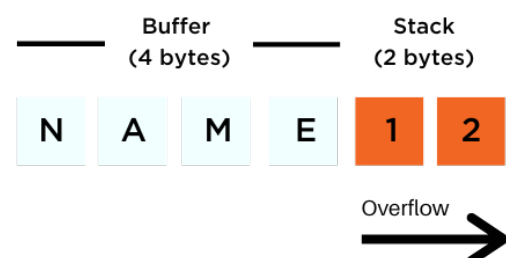 Buffer
(4 bytes)
Stack
(2 bytes)
N A M E 1 2
Overflow